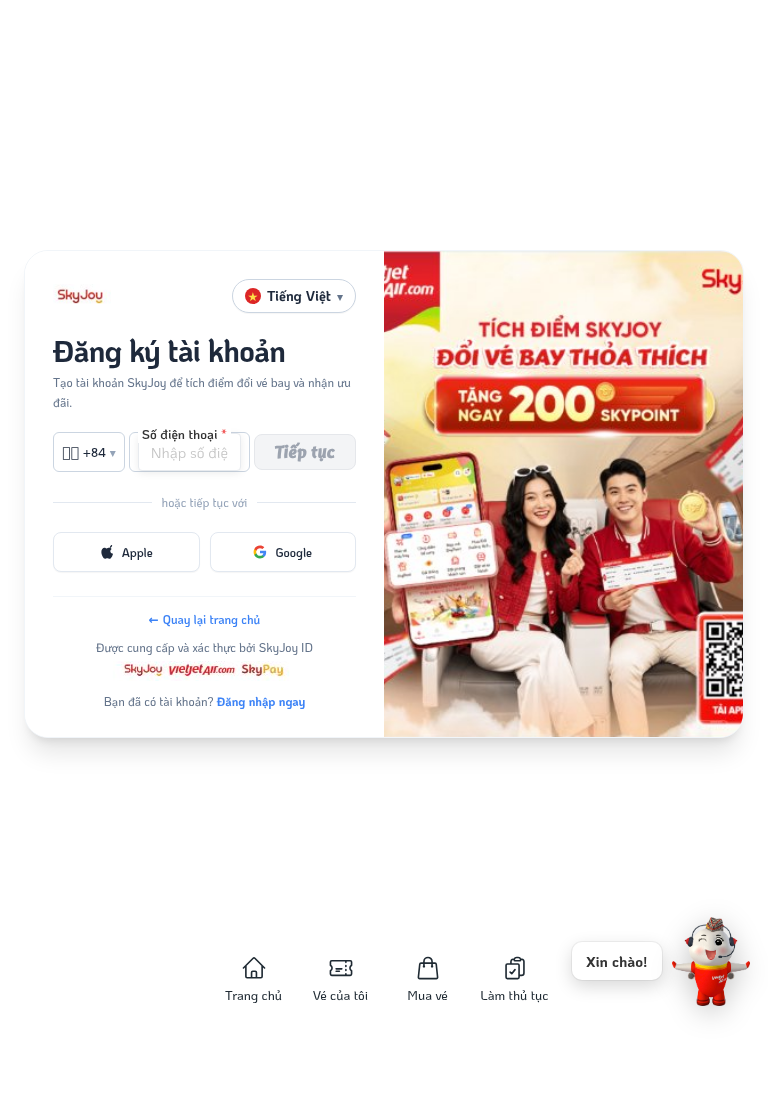 SkyJoy
Tiếng Việt
Đăng ký tài khoản
Tạo tài khoản SkyJoy để tích điểm đổi vé bay và nhận ưu
đãi.
+84
Số điện thoại *
Nhập số điệ
Tiếp tục
hoặc tiếp tục với
Apple
Google
← Quay lại trang chủ
Được cung cấp và xác thực bởi SkyJoy ID
SkyJoy vietjetAir.com SkyPay
Bạn đã có tài khoản? Đăng nhập ngay
jet
Air.com
Sky
TÍCH ĐIỂM SKYJOY
ĐỔI VÉ BAY THỎA THÍCH
TẶNG
NGAY 200 SKYPOINT
TẢI APP
Trang chủ
Vé của tôi
Mua vé
Làm thủ tục
Xin chào!